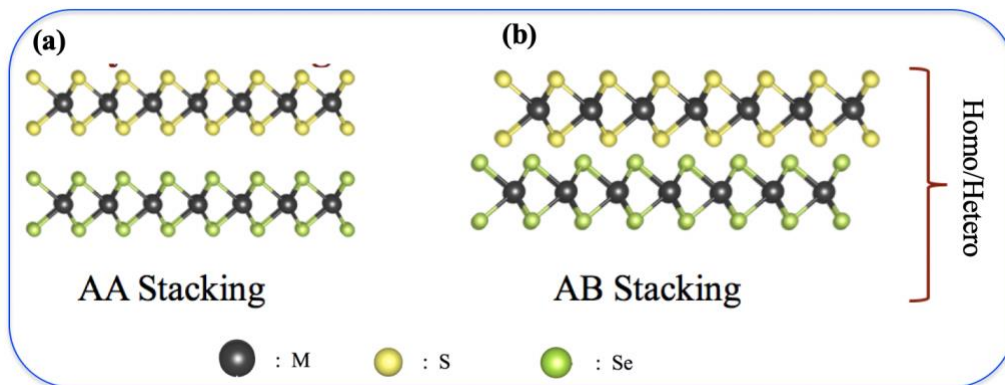 (a)
(b)
AA Stacking
AB Stacking
Homo/Hetero
: M
: S
: Se